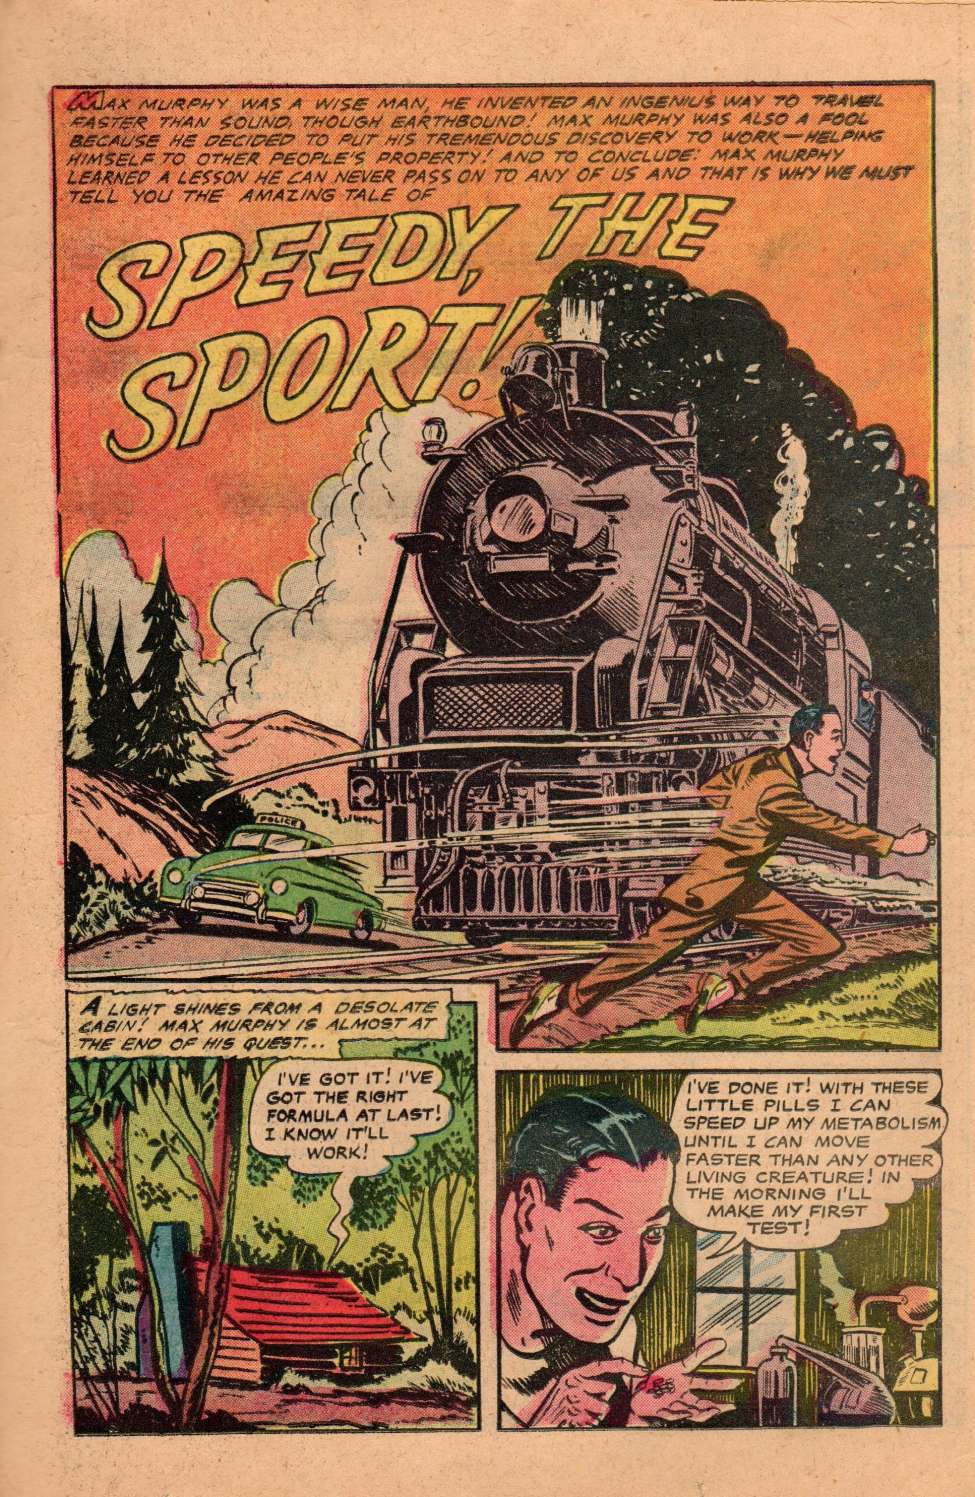 MAX MURPHY WAS A WISE MAN, HE INVENTED AN INGENIUS WAY TO TRAVEL
FASTER THAN SOUND, THOUGH EARTHBOUND! MAX MURPHY WAS ALSO A FOOL
BECAUSE HE DECIDED TO PUT HIS TREMENDOUS DISCOVERY TO WORK—HELPING
HIMSELF TO OTHER PEOPLE'S PROPERTY! AND TO CONCLUDE: MAX MURPHY
LEARNED A LESSON HE CAN NEVER PASS ON TO ANY OF US AND THAT IS WHY WE MUST
TELL YOU THE AMAZING TALE OF
SPEEDY, THE
SPORT!
POLICE
A LIGHT SHINES FROM A DESOLATE
CABIN! MAX MURPHY IS ALMOST AT
THE END OF HIS QUEST...
I'VE GOT IT! I'VE
GOT THE RIGHT
FORMULA AT LAST!
I KNOW IT'LL
WORK!
I'VE DONE IT! WITH THESE
LITTLE PILLS I CAN
SPEED UP MY METABOLISM
UNTIL I CAN MOVE
FASTER THAN ANY OTHER
LIVING CREATURE! IN
THE MORNING I'LL
MAKE MY FIRST
TEST!